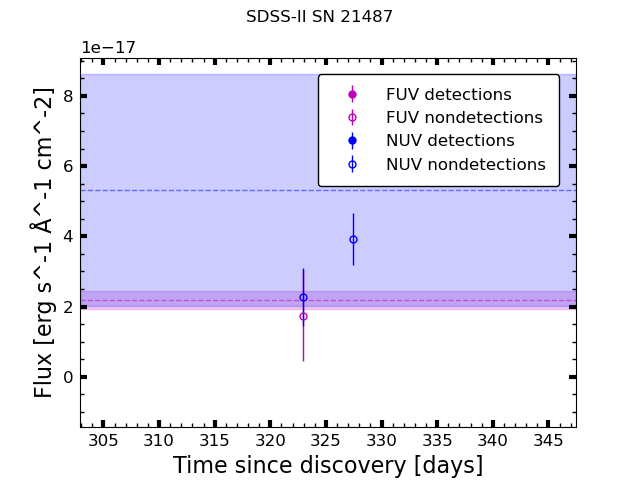 SDSS-II SN 21487
1e−17
FUV detections
FUV nondetections
NUV detections
NUV nondetections
8
6
4
2
0
Flux [erg s^-1 Å^-1 cm^-2]
305 310 315 320 325 330 335 340 345
Time since discovery [days]